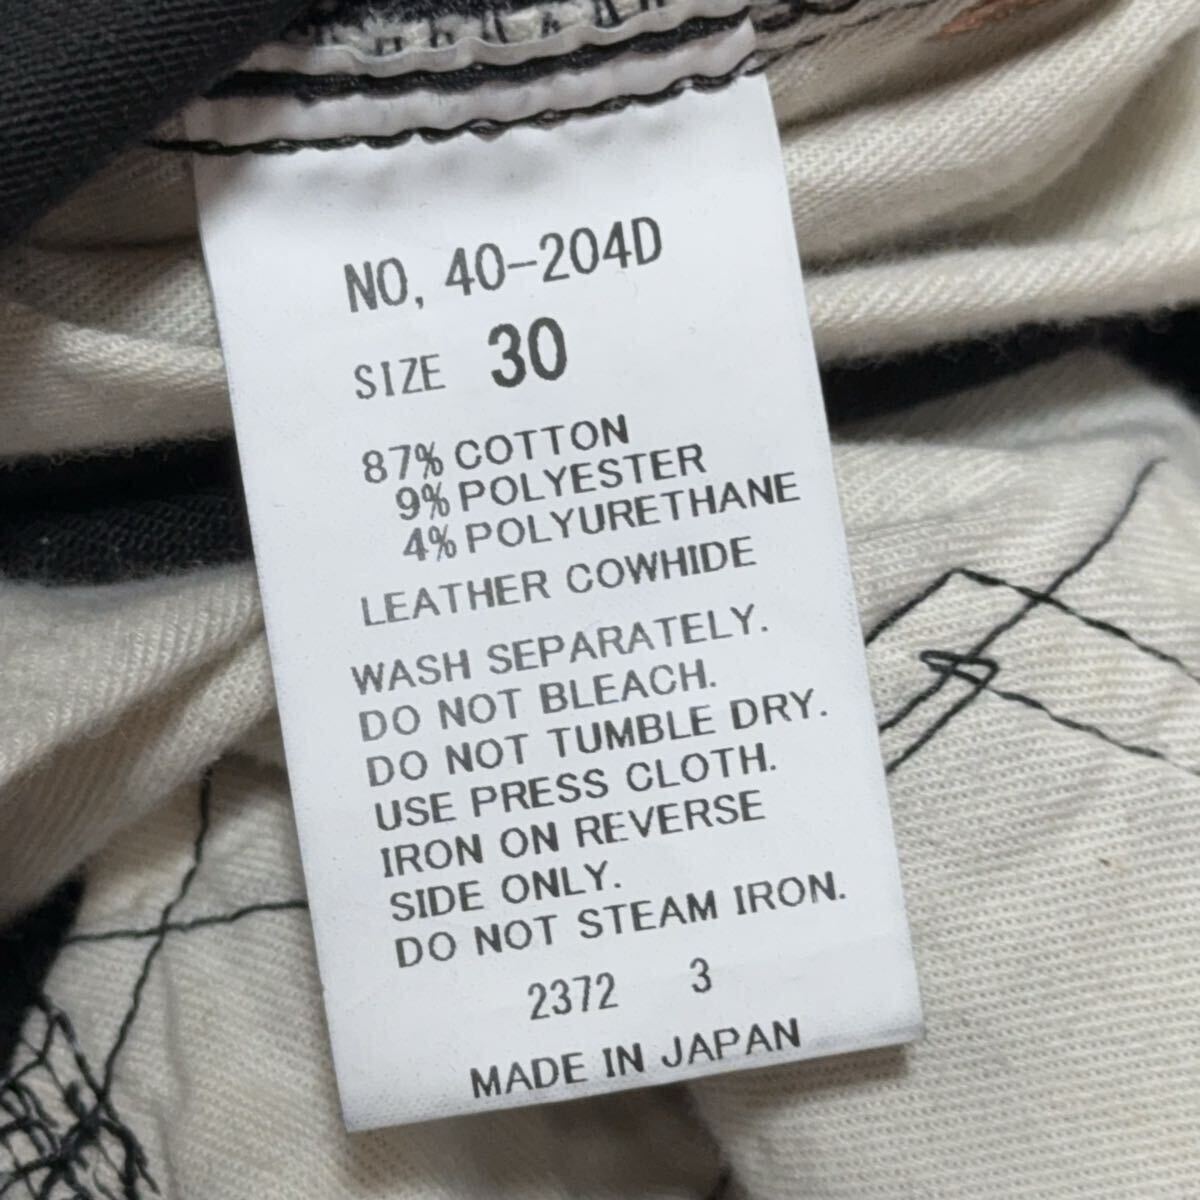 NO, 40-204D
SIZE 30
87% COTTON
9% POLYESTER
4% POLYURETHANE
LEATHER COWHIDE
WASH SEPARATELY.
DO NOT BLEACH.
DO NOT TUMBLE DRY.
USE PRESS CLOTH.
IRON ON REVERSE
SIDE ONLY.
DO NOT STEAM IRON.
2372 3
MADE IN JAPAN